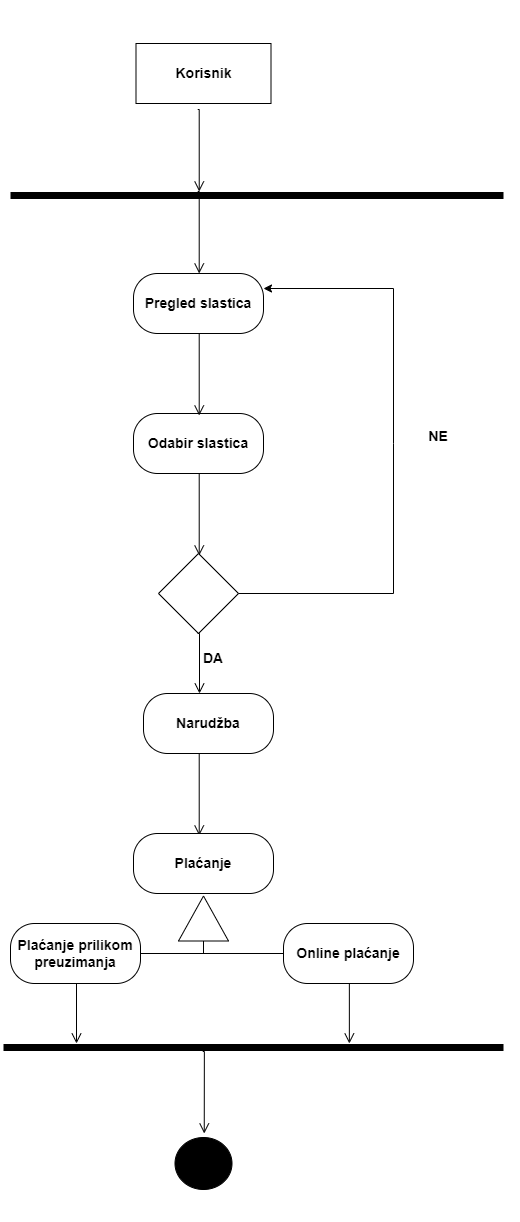 Korisnik
Pregled slastica
NE
Odabir slastica
DA
Narudžba
Plaćanje
Plaćanje prilikom
preuzimanja
Online plaćanje